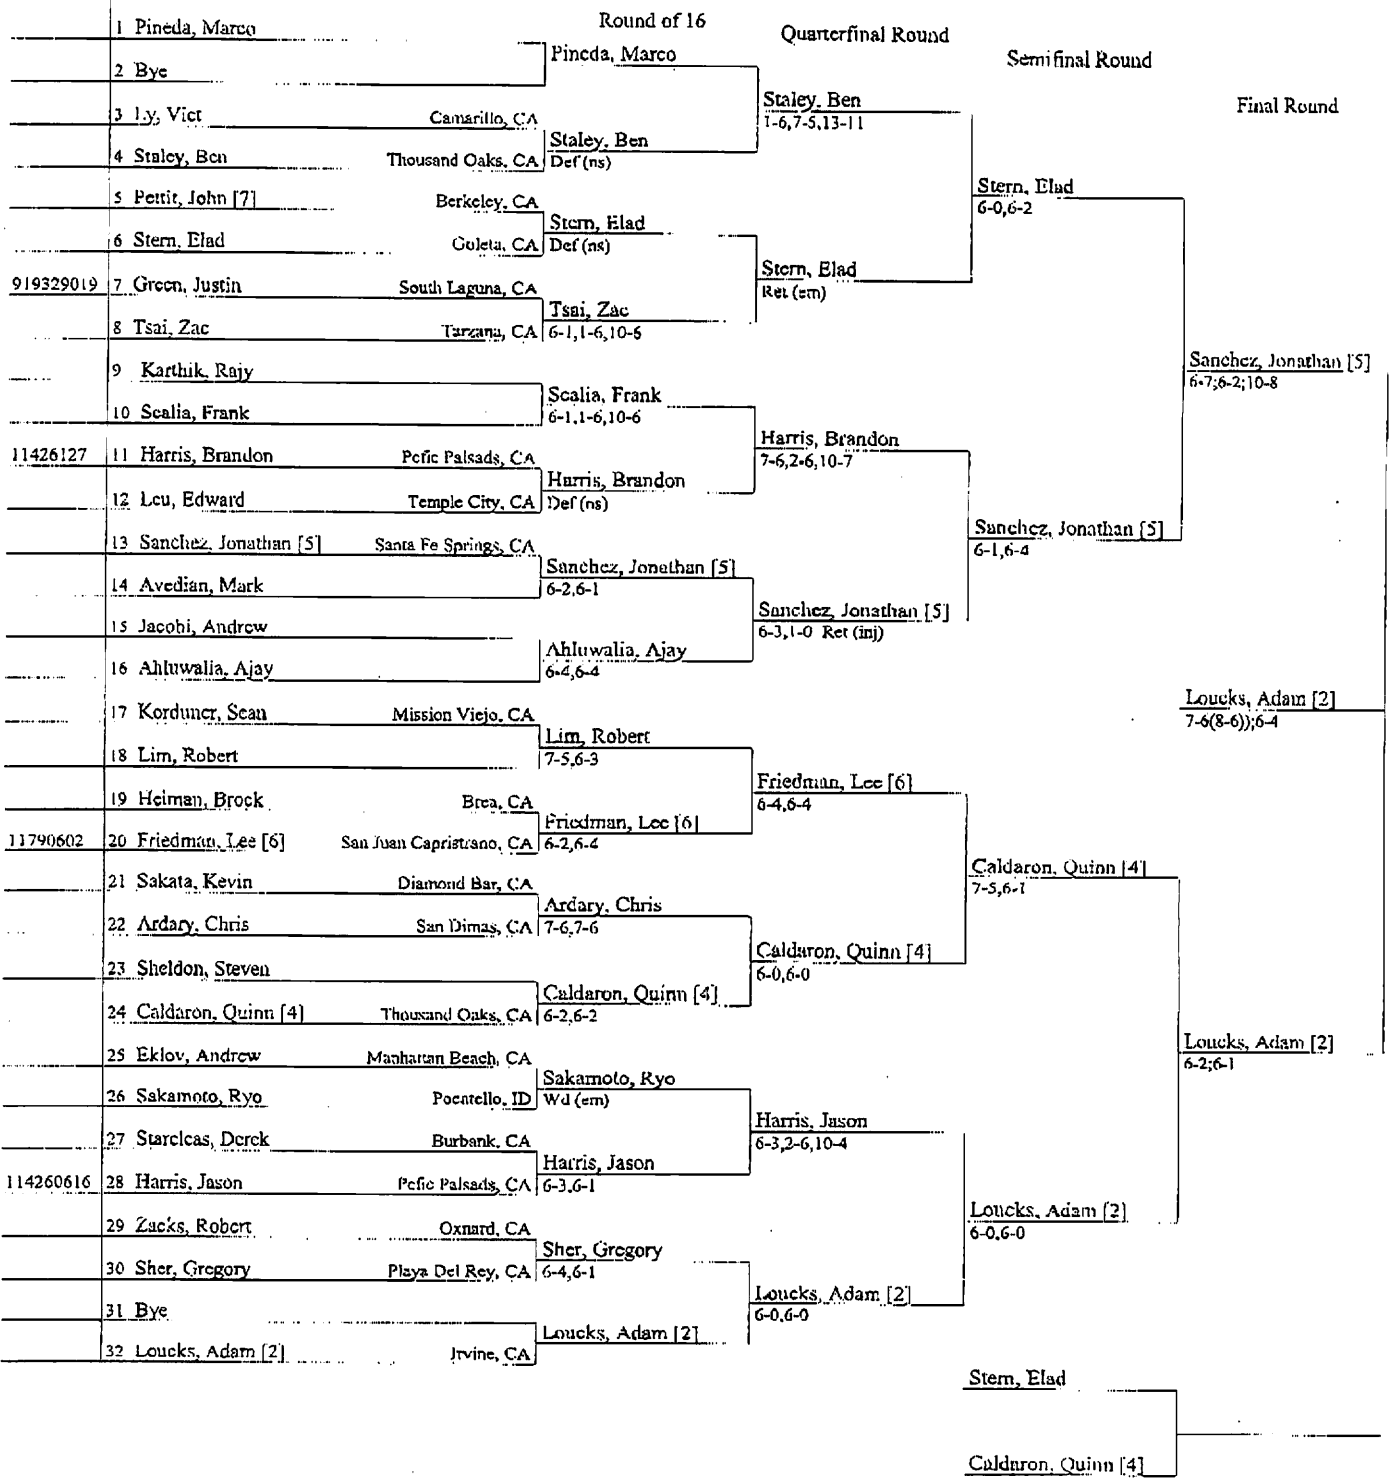 Round of 16
Quarterfinal Round
Semifinal Round
Final Round
1 Pineda, Marco
2 Bye
3 Ly, Viet Camarillo, CA
4 Staley, Ben Thousand Oaks, CA
5 Pettit, John [7] Berkeley, CA
6 Stern, Elad Goleta, CA
919329019 7 Green, Justin South Laguna, CA
8 Tsai, Zac Tarzana, CA
9 Karthik, Rajy
10 Scalia, Frank
11426127 11 Harris, Brandon Pcfic Palsads, CA
12 Leu, Edward Temple City, CA
13 Sanchez, Jonathan [5] Santa Fe Springs, CA
14 Avedian, Mark
15 Jacobi, Andrew
16 Ahluwalia, Ajay
17 Korduner, Sean Mission Viejo, CA
18 Lim, Robert
19 Heiman, Brock Brea, CA
11790602 20 Friedman, Lee [6] San Juan Capristrano, CA
21 Sakata, Kevin Diamond Bar, CA
22 Ardary, Chris San Dimas, CA
23 Sheldon, Steven
24 Caldaron, Quinn [4] Thousand Oaks, CA
25 Eklov, Andrew Manhattan Beach, CA
26 Sakamoto, Ryo Pocatello, ID
27 Starcleas, Derek Burbank, CA
114260616 28 Harris, Jason Pcfic Palsads, CA
29 Zacks, Robert Oxnard, CA
30 Sher, Gregory Playa Del Rey, CA
31 Bye
32 Loucks, Adam [2] Irvine, CA
Pineda, Marco
Staley, Ben
Def (ns)
Stern, Elad
Def (ns)
Tsai, Zac
6-1,1-6,10-6
Scalia, Frank
6-1,1-6,10-6
Harris, Brandon
Def (ns)
Sanchez, Jonathan [5]
6-2,6-1
Ahluwalia, Ajay
6-4,6-4
Lim, Robert
7-5,6-3
Friedman, Lee [6]
6-2,6-4
Ardary, Chris
7-6,7-6
Caldaron, Quinn [4]
6-2,6-2
Sakamoto, Ryo
Wd (em)
Harris, Jason
6-3,6-1
Sher, Gregory
6-4,6-1
Loucks, Adam [2]
Staley, Ben
1-6,7-5,13-11
Stern, Elad
Ret (em)
Harris, Brandon
7-6,2-6,10-7
Sanchez, Jonathan [5]
6-3,1-0 Ret (inj)
Friedman, Lee [6]
6-4,6-4
Caldaron, Quinn [4]
6-0,6-0
Harris, Jason
6-3,2-6,10-4
Loucks, Adam [2]
6-0,6-0
Stern, Elad
6-0,6-2
Sanchez, Jonathan [5]
6-1,6-4
Caldaron, Quinn [4]
7-5,6-1
Loucks, Adam [2]
6-0,6-0
Sanchez, Jonathan [5]
6-7;6-2;10-8
Loucks, Adam [2]
6-2;6-1
Loucks, Adam [2]
7-6(8-6));6-4
Stern, Elad
Caldaron, Quinn [4]